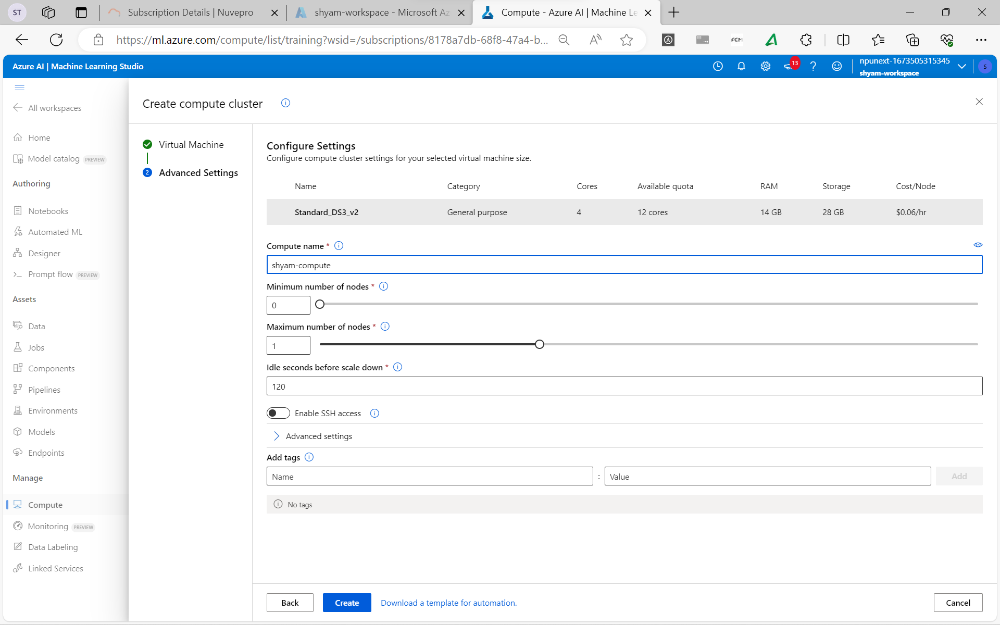 ST
Subscription Details | Nuvepro
shyam-workspace - Microsoft Az
Compute - Azure AI | Machine Le
https://ml.azure.com/compute/list/training?wsid=/subscriptions/8178a7db-68f8-47a4-b...
FCM
Azure AI | Machine Learning Studio
13
npunext-1673505315345
shyam-workspace
S
All workspaces
Home
Model catalog PREVIEW
Authoring
Notebooks
Automated ML
Designer
Prompt flow PREVIEW
Assets
Data
Jobs
Components
Pipelines
Environments
Models
Endpoints
Manage
Compute
Monitoring PREVIEW
Data Labeling
Linked Services
Create compute cluster
Virtual Machine
2 Advanced Settings
Configure Settings
Configure compute cluster settings for your selected virtual machine size.
Name Category Cores Available quota RAM Storage Cost/Node
Standard_DS3_v2 General purpose 4 12 cores 14 GB 28 GB $0.06/hr
Compute name *
shyam-compute
Minimum number of nodes *
0
Maximum number of nodes *
1
Idle seconds before scale down *
120
Enable SSH access
Advanced settings
Add tags
Name : Value Add
No tags
Back Create Download a template for automation. Cancel